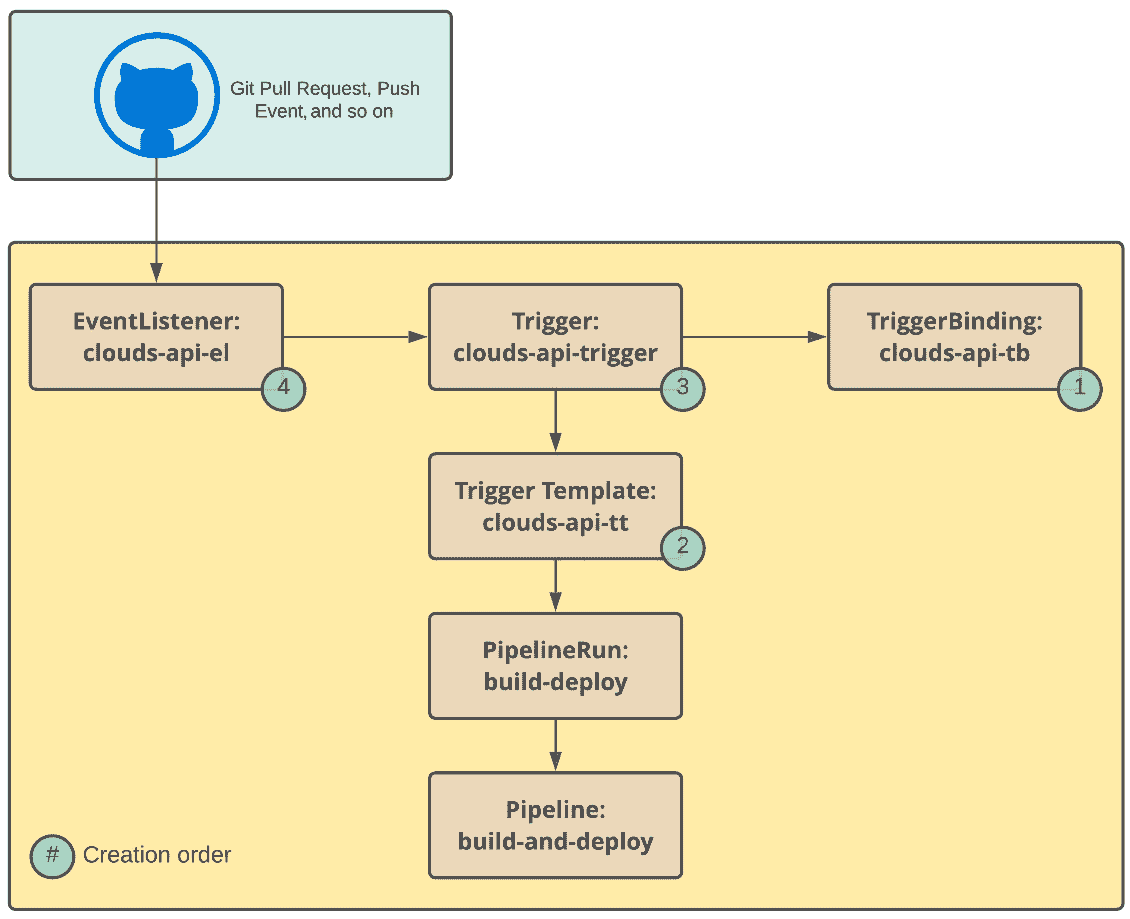 Git Pull Request, Push
Event, and so on
EventListener:
clouds-api-el
4
Trigger:
clouds-api-trigger
3
TriggerBinding:
clouds-api-tb
1
Trigger Template:
clouds-api-tt
2
PipelineRun:
build-deploy
Pipeline:
build-and-deploy
# Creation order